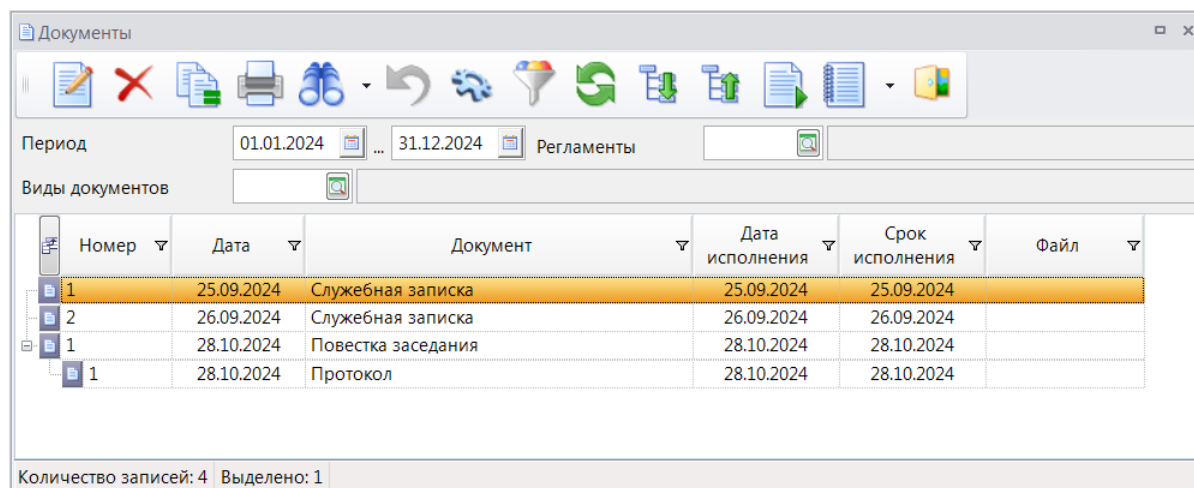 Документы
Период 01.01.2024 ... 31.12.2024 Регламенты
Виды документов
Номер Дата Документ Дата исполнения Срок исполнения Файл
1 25.09.2024 Служебная записка 25.09.2024 25.09.2024
2 26.09.2024 Служебная записка 26.09.2024 26.09.2024
1 28.10.2024 Повестка заседания 28.10.2024 28.10.2024
1 28.10.2024 Протокол 28.10.2024 28.10.2024
Количество записей: 4 Выделено: 1